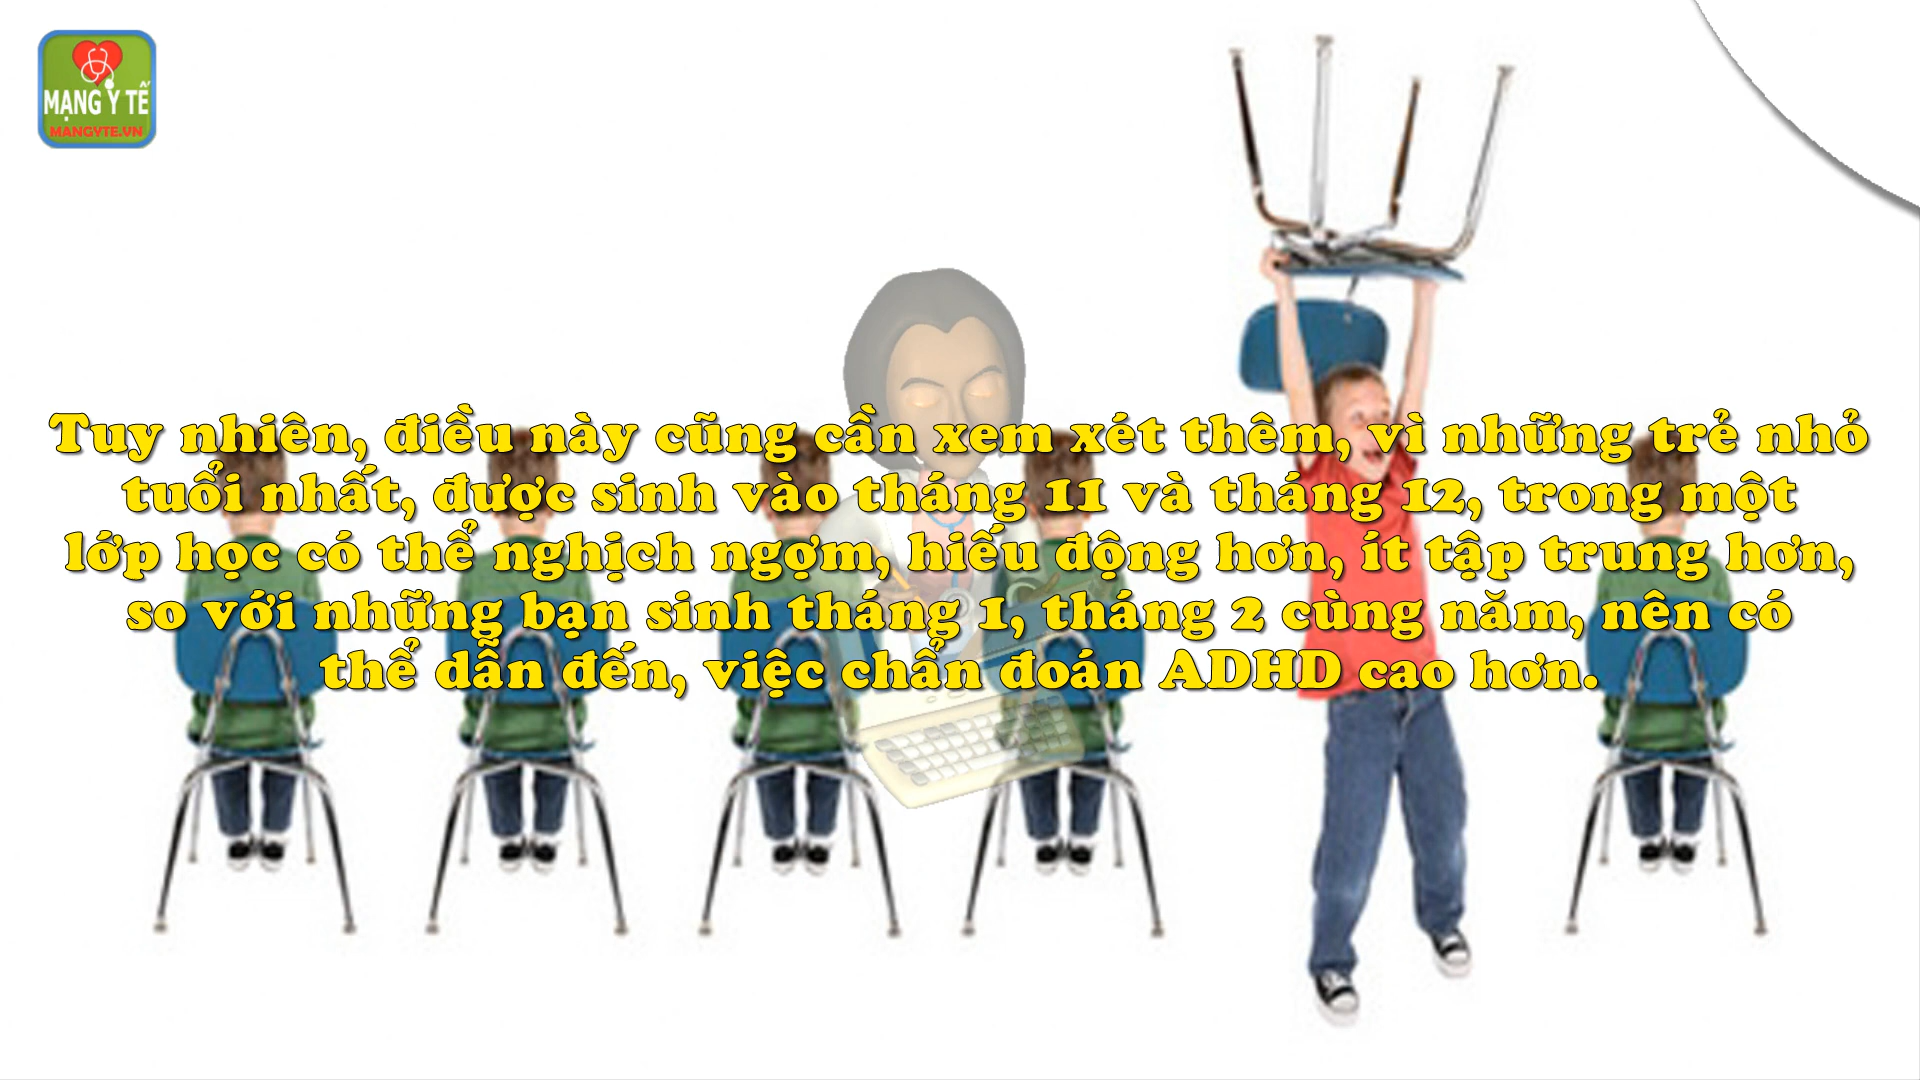 MẠNG Y TẾ
MANGYTE.VN
Tuy nhiên, điều này cũng cần xem xét thêm, vì những trẻ nhỏ
tuổi nhất, được sinh vào tháng 11 và tháng 12, trong một
lớp học có thể nghịch ngợm, hiếu động hơn, ít tập trung hơn,
so với những bạn sinh tháng 1, tháng 2 cùng năm, nên có
thể dẫn đến, việc chẩn đoán ADHD cao hơn.